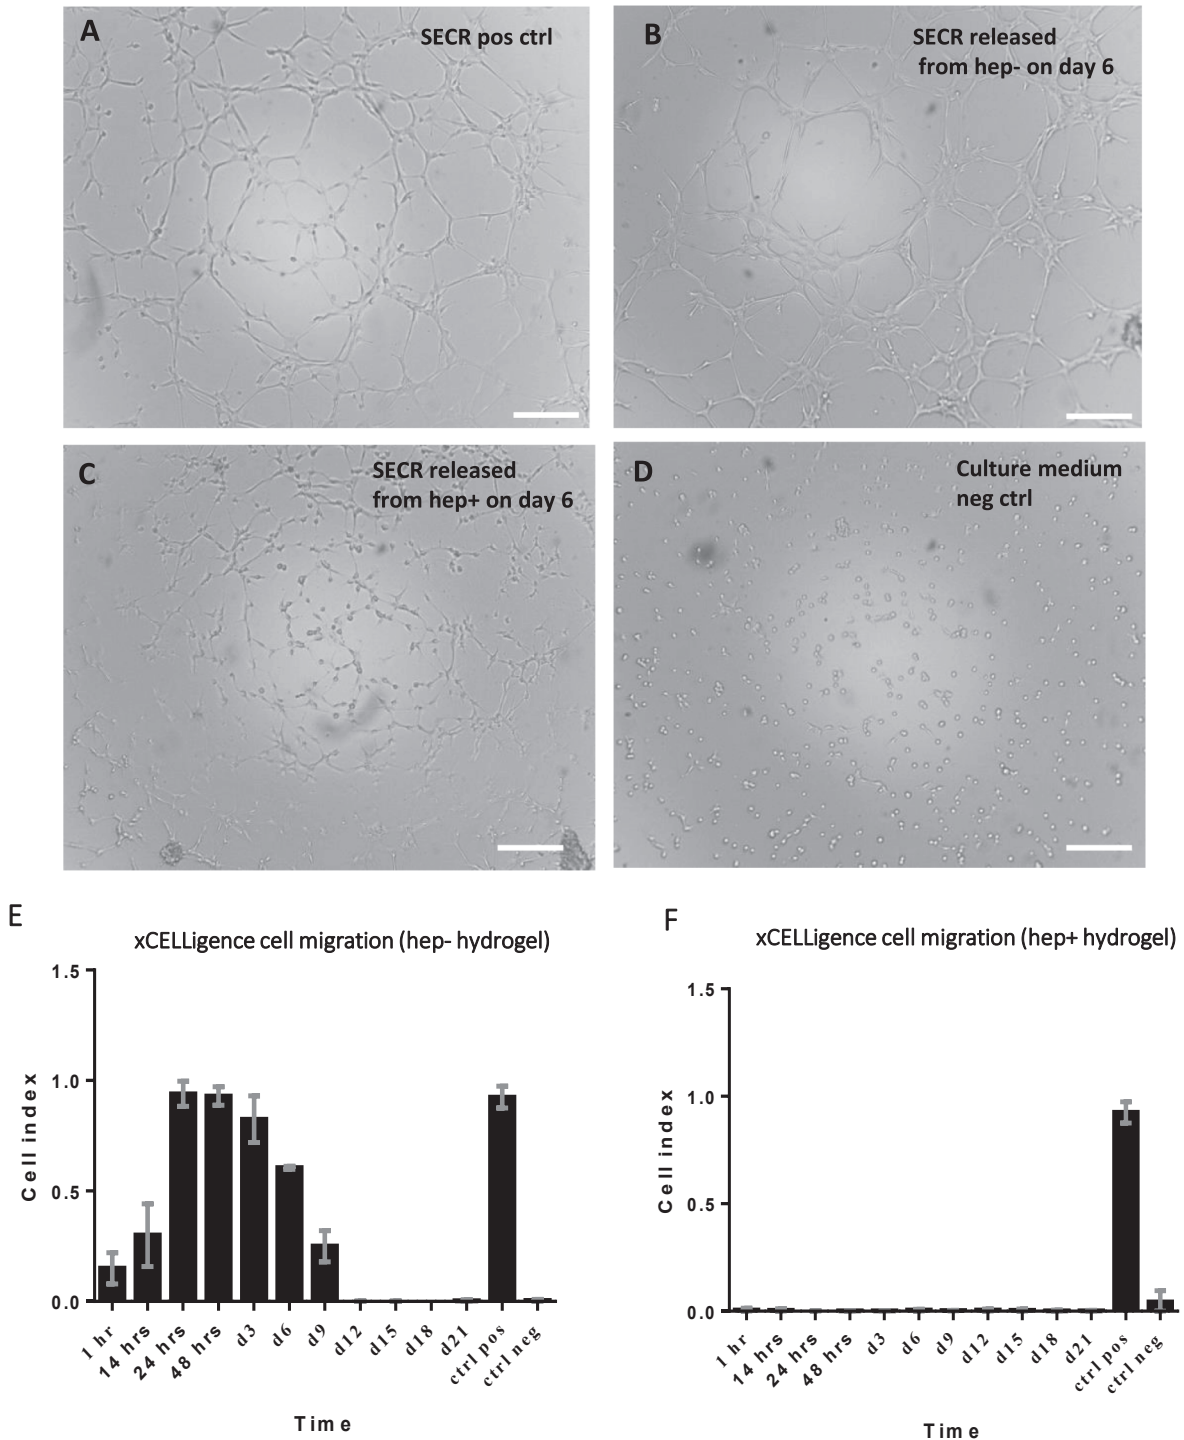 A
SECR pos ctrl
B
SECR released
from hep- on day 6
C
SECR released
from hep+ on day 6
D
Culture medium
neg ctrl
E
xCELLigence cell migration (hep- hydrogel)
1.5
1.0
0.5
0.0
Cell index
1 hr
14 hrs
24 hrs
48 hrs
d3
d6
d9
d12
d15
d18
d21
ctrl pos
ctrl neg
Time
F
xCELLigence cell migration (hep+ hydrogel)
1.5
1.0
0.5
0.0
Cell index
1 hr
14 hrs
24 hrs
48 hrs
d3
d6
d9
d12
d15
d18
d21
ctrl pos
ctrl neg
Time